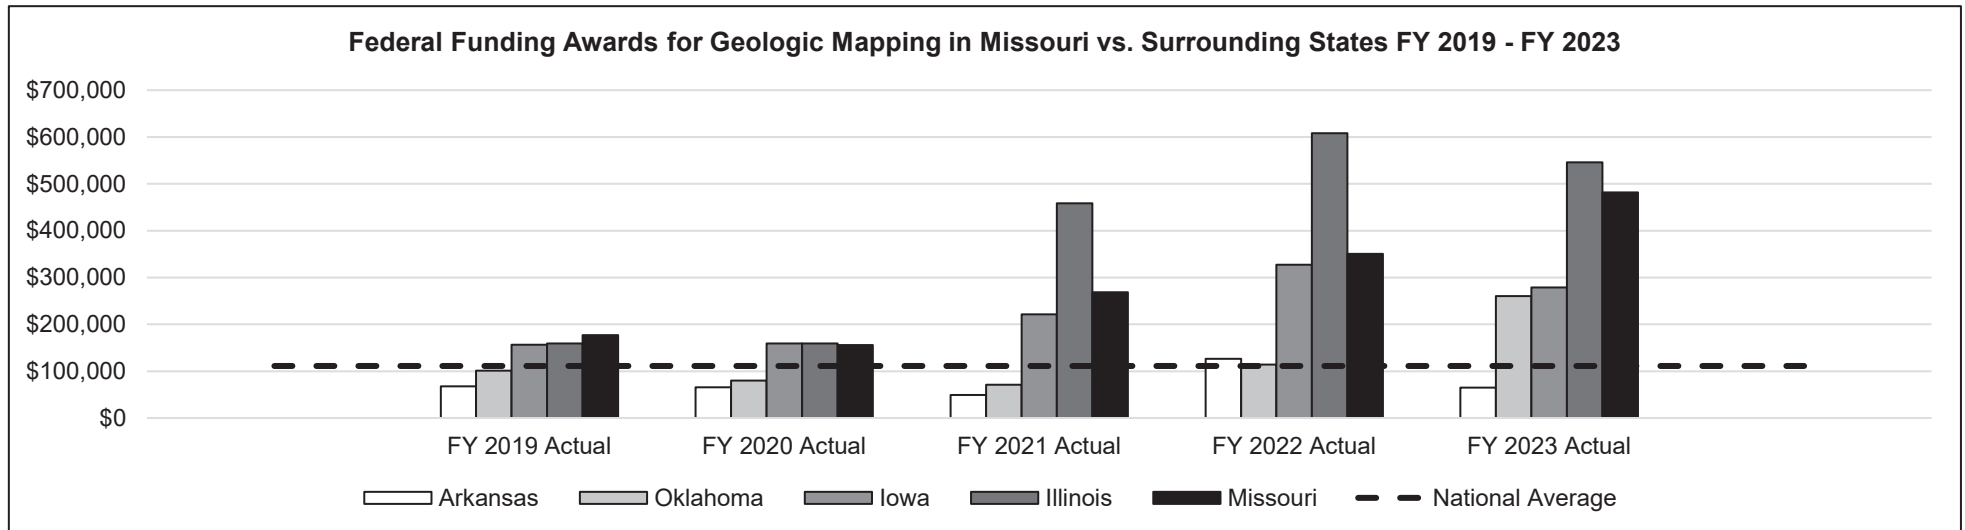 Federal Funding Awards for Geologic Mapping in Missouri vs. Surrounding States FY 2019 - FY 2023
$700,000
$600,000
$500,000
$400,000
$300,000
$200,000
$100,000
$0
FY 2019 Actual FY 2020 Actual FY 2021 Actual FY 2022 Actual FY 2023 Actual
Arkansas Oklahoma Iowa Illinois Missouri National Average